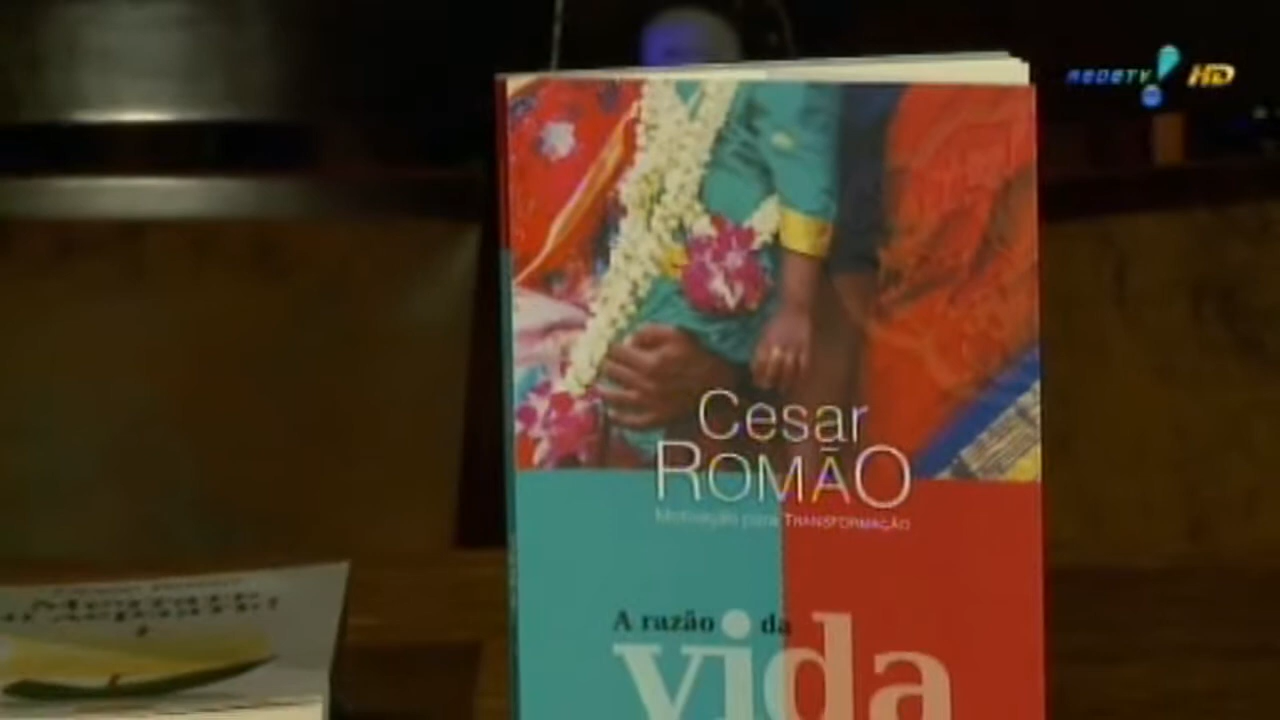 REDETV!
HD
Cesar
ROMÃO
Motivação para TRANSFORMAÇÃO
A razão da
vida